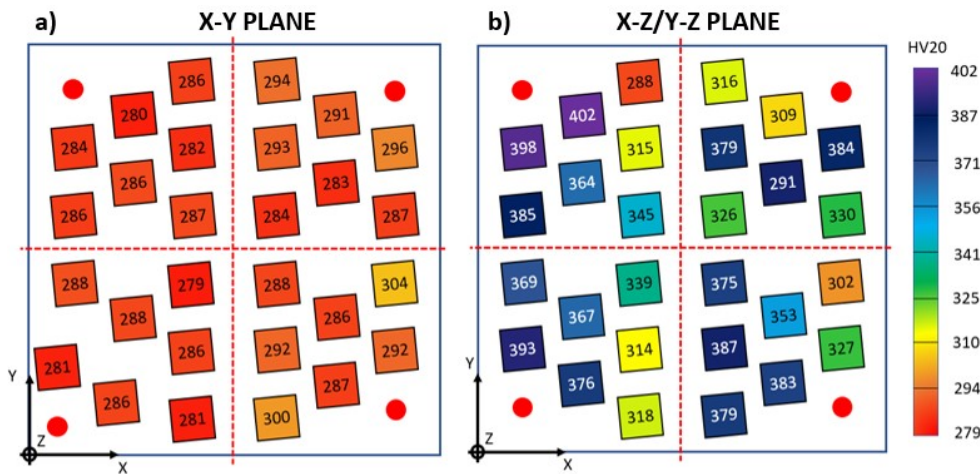 a) X-Y PLANE
b) X-Z/Y-Z PLANE
HV20
286 294
280 291
284 282 293 296
286 283
286 287 284 287
288 279 288 304
288 286
281 286 292 292
286 287
281 300
Y
Z
X
288 316
402 309
398 315 379 384
364 291
385 345 326 330
369 339 375 302
367 353
393 314 387 327
376 383
318 379
Y
Z
X
402
387
371
356
341
325
310
294
279